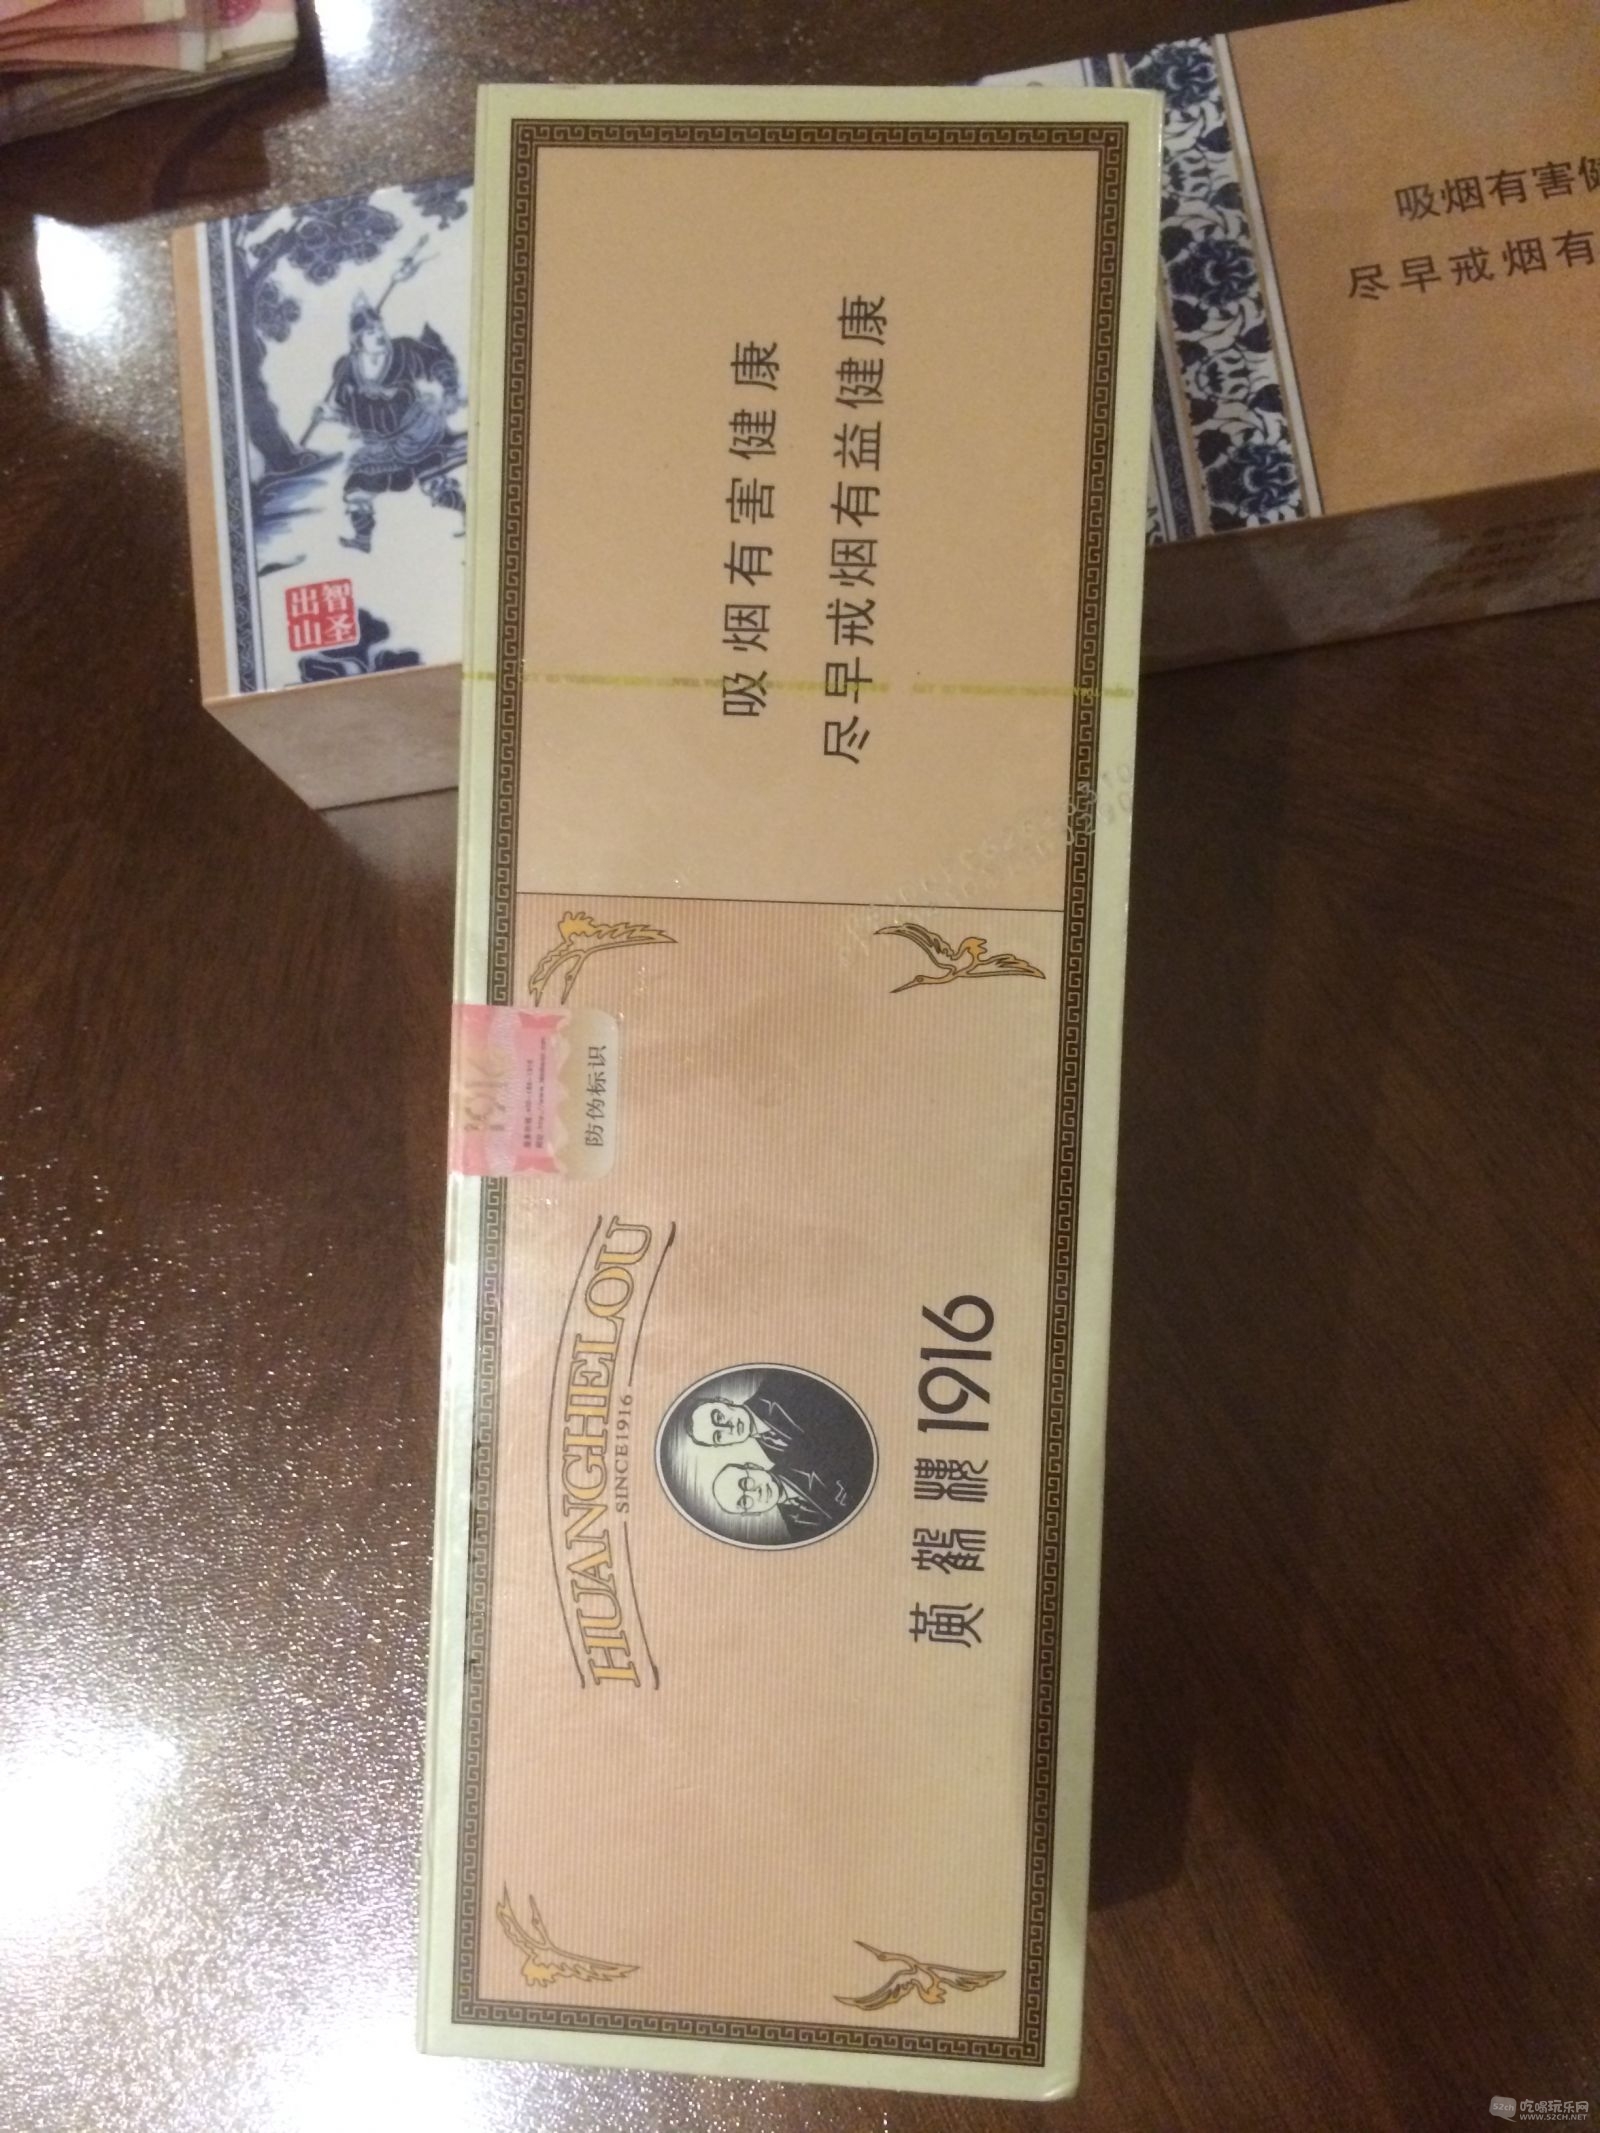 吸烟有害健康
尽早戒烟有益健康
HUANGHELOU
SINCE1916
黄鹤楼1916
防伪标识
1916
智圣
出山
吸烟有害健
尽早戒烟有
S2ch 吃喝玩乐网
WWW.52CH.NET